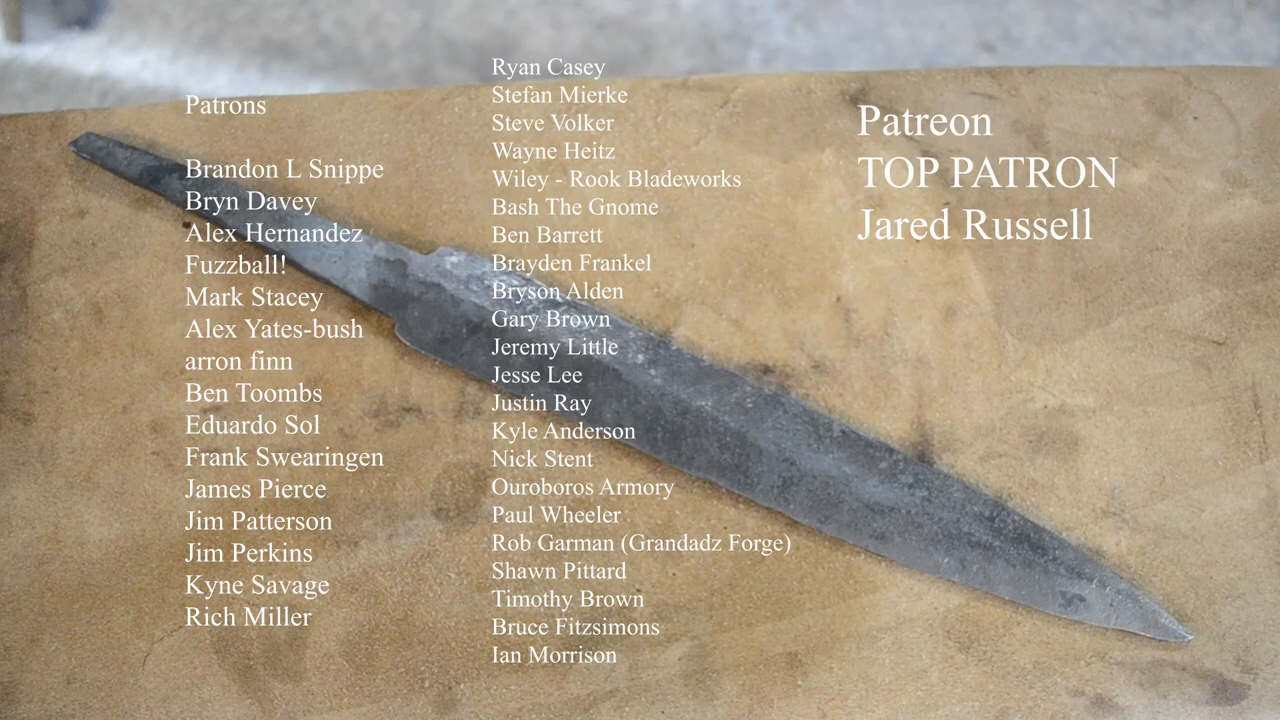 Patrons
Brandon L Snippe
Bryn Davey
Alex Hernandez
Fuzzball!
Mark Stacey
Alex Yates-bush
arron finn
Ben Toombs
Eduardo Sol
Frank Swearingen
James Pierce
Jim Patterson
Jim Perkins
Kyne Savage
Rich Miller
Ryan Casey
Stefan Mierke
Steve Volker
Wayne Heitz
Wiley - Rook Bladeworks
Bash The Gnome
Ben Barrett
Brayden Frankel
Bryson Alden
Gary Brown
Jeremy Little
Jesse Lee
Justin Ray
Kyle Anderson
Nick Stent
Ouroboros Armory
Paul Wheeler
Rob Garman (Grandadz Forge)
Shawn Pittard
Timothy Brown
Bruce Fitzsimons
Ian Morrison
Patreon
TOP PATRON
Jared Russell